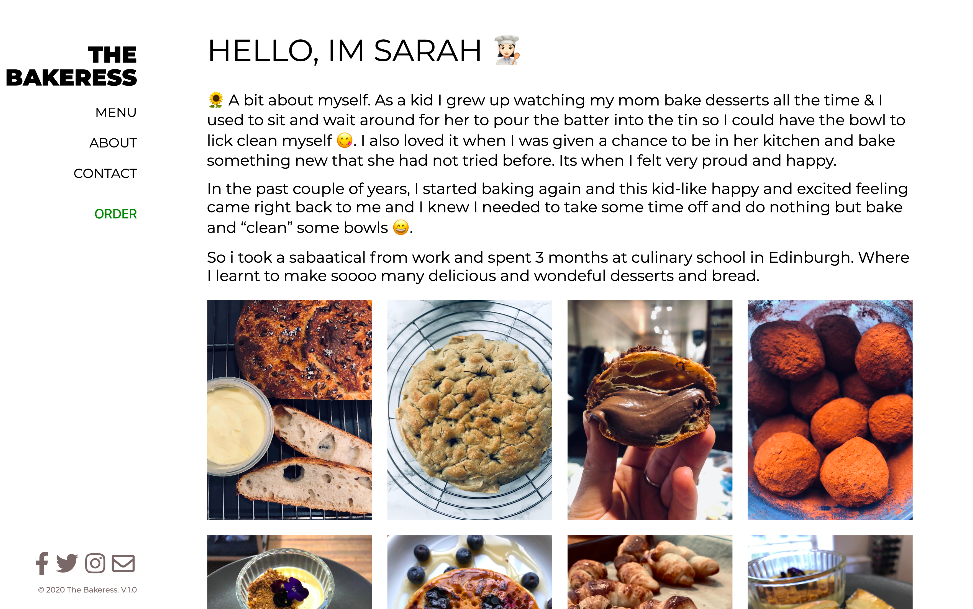 THE
BAKERESS
MENU
ABOUT
CONTACT
ORDER
© 2020 The Bakeress. V.1.0
HELLO, IM SARAH 👩🏻‍🍳
🌻 A bit about myself. As a kid I grew up watching my mom bake desserts all the time & I
used to sit and wait around for her to pour the batter into the tin so I could have the bowl to
lick clean myself 😋. I also loved it when I was given a chance to be in her kitchen and bake
something new that she had not tried before. Its when I felt very proud and happy.
In the past couple of years, I started baking again and this kid-like happy and excited feeling
came right back to me and I knew I needed to take some time off and do nothing but bake
and “clean” some bowls 😄.
So i took a sabaatical from work and spent 3 months at culinary school in Edinburgh. Where
I learnt to make soooo many delicious and wondeful desserts and bread.